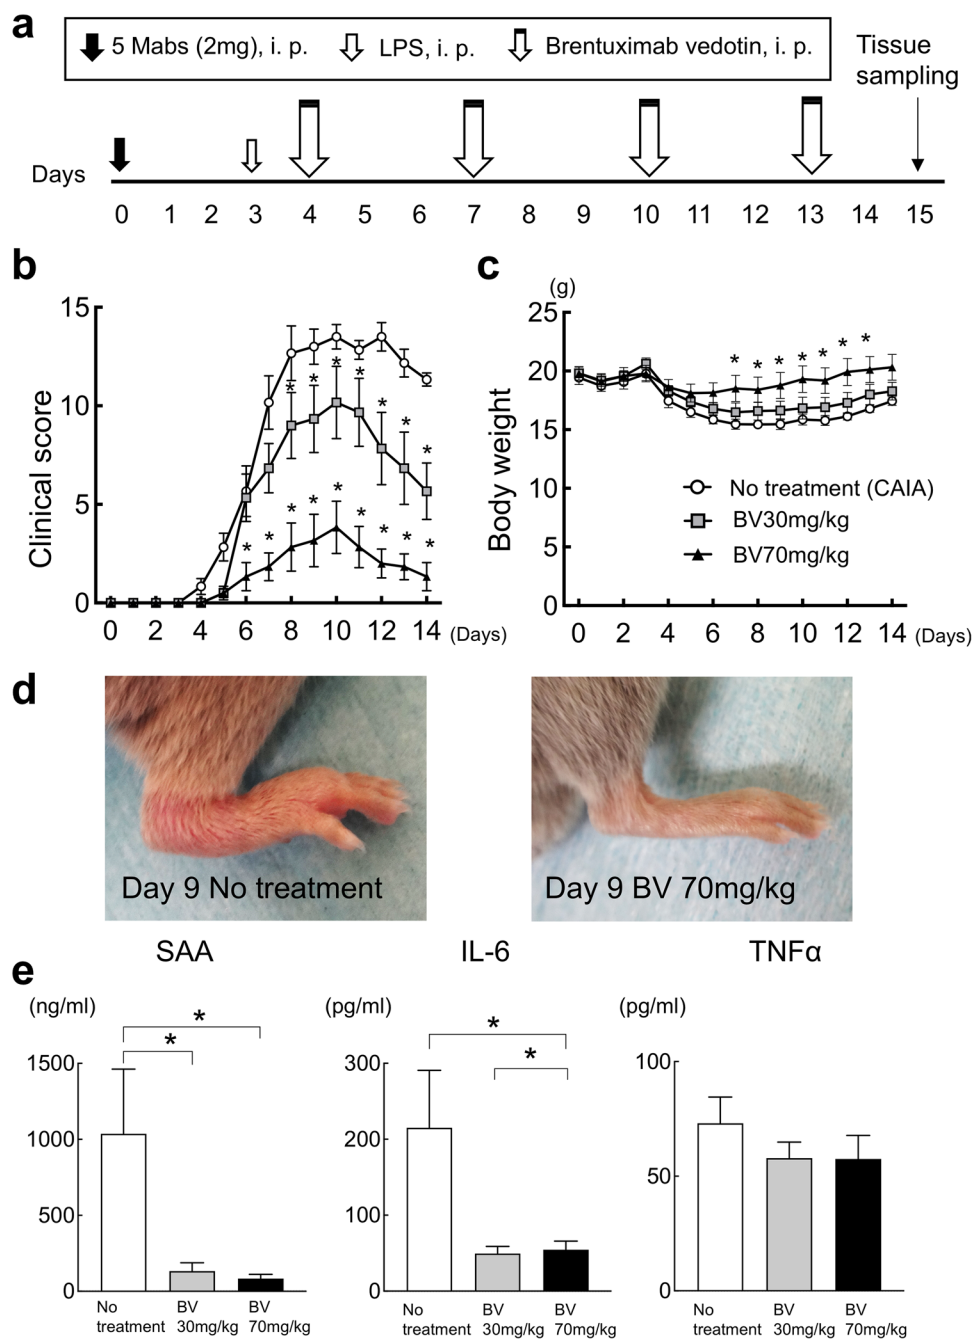 a
5 Mabs (2mg), i. p. LPS, i. p. Brentuximab vedotin, i. p.
Tissue
sampling
Days
0 1 2 3 4 5 6 7 8 9 10 11 12 13 14 15
b
Clinical score
15
10
5
0
0 2 4 6 8 10 12 14 (Days)
* * * * * * *
* * * * * * * * *
c
(g)
Body weight
25
20
15
10
5
0
* * * * * * *
No treatment (CAIA)
BV30mg/kg
BV70mg/kg
0 2 4 6 8 10 12 14 (Days)
d
Day 9 No treatment
Day 9 BV 70mg/kg
e
SAA
(ng/ml)
*
*
1500
1000
500
0
No
treatment
BV
30mg/kg
BV
70mg/kg
IL-6
(pg/ml)
*
*
300
200
100
0
No
treatment
BV
30mg/kg
BV
70mg/kg
TNFα
(pg/ml)
100
50
0
No
treatment
BV
30mg/kg
BV
70mg/kg